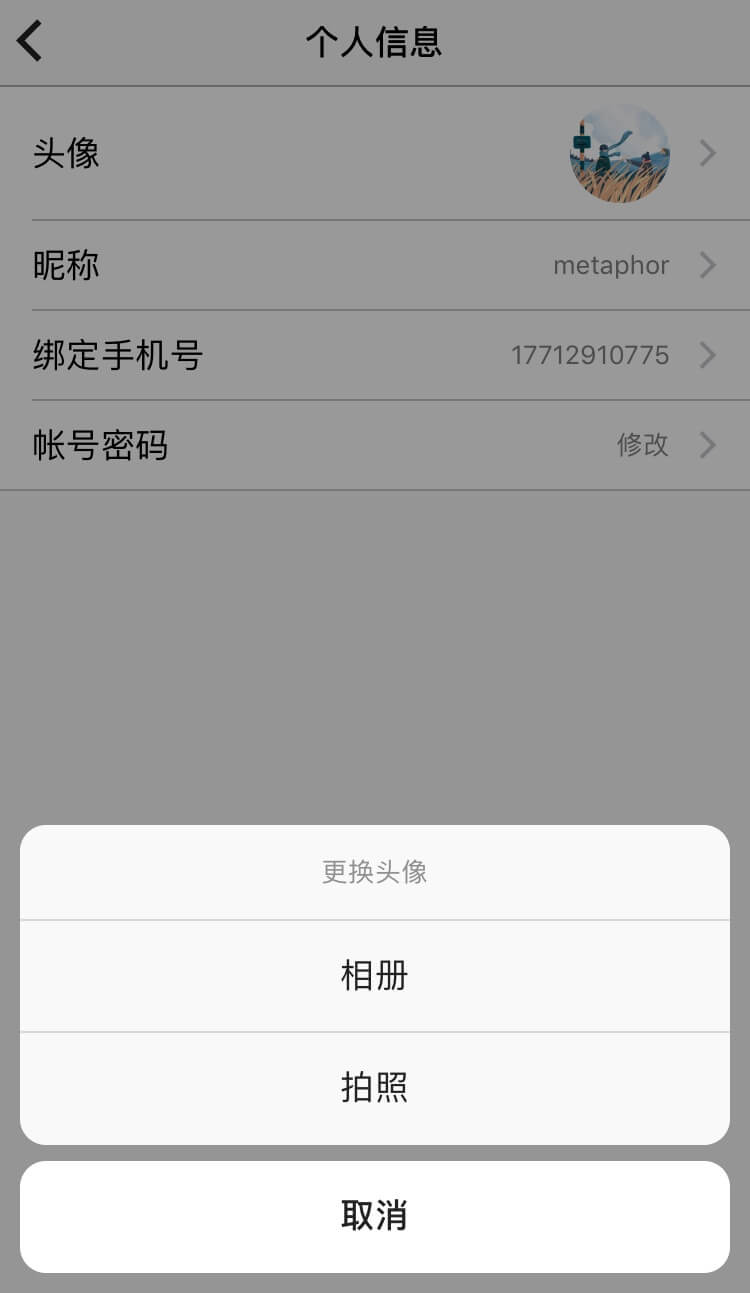 个人信息
头像
昵称 metaphor
绑定手机号 17712910775
帐号密码 修改
更换头像
相册
拍照
取消